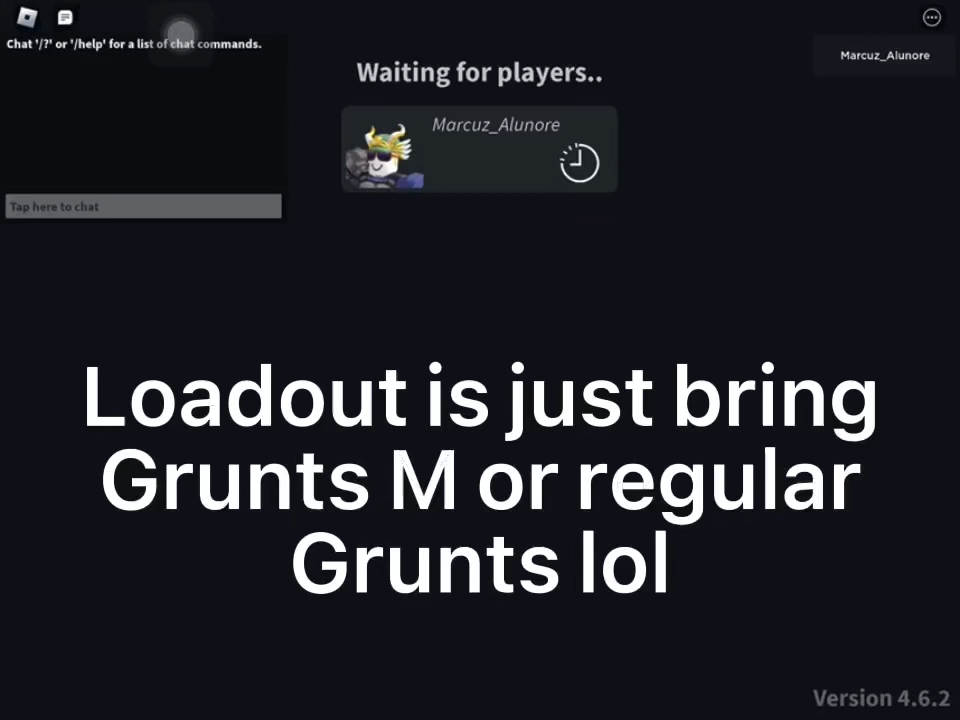 Chat '/?' or '/help' for a list of chat commands.
Marcuz_Alunore
Waiting for players..
Marcuz_Alunore
Tap here to chat
Loadout is just bring
Grunts M or regular
Grunts lol
Version 4.6.2